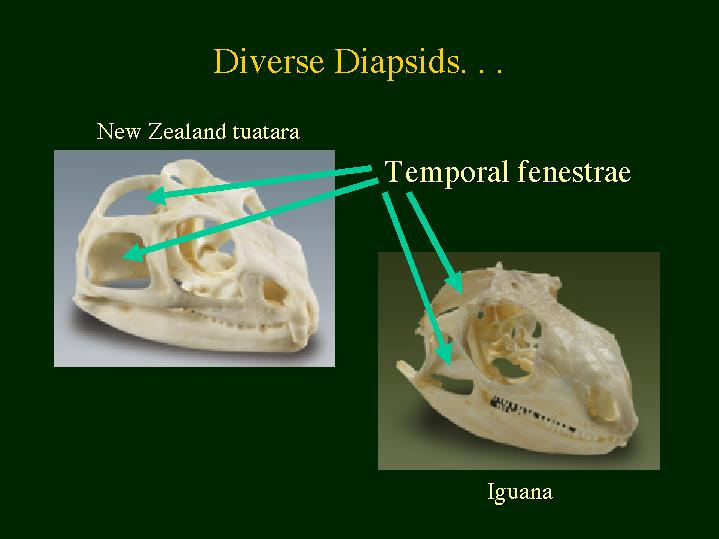 Diverse Diapsids. . .
New Zealand tuatara
Temporal fenestrae
Iguana